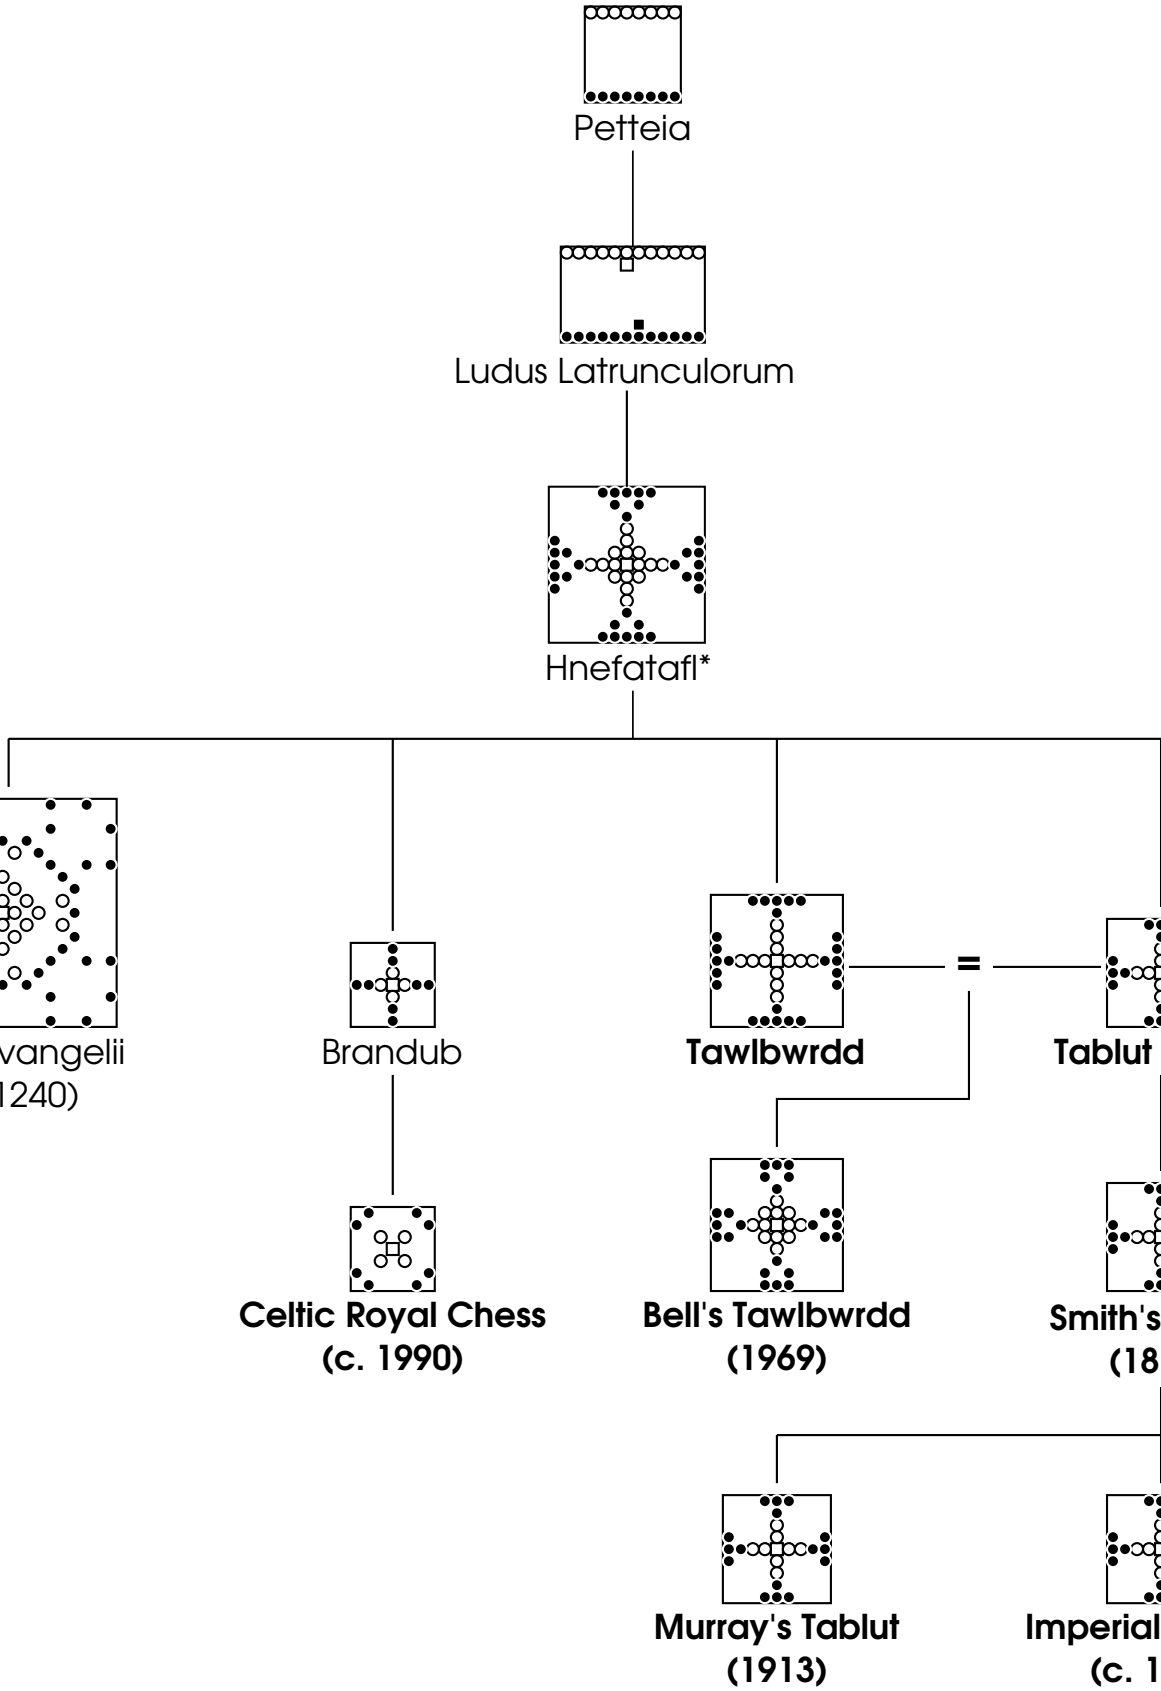 Petteia
Ludus Latrunculorum
Hnefatafl*
vangelii
1240)
Brandub
Tawlbwrdd
=
Tablut
Celtic Royal Chess
(c. 1990)
Bell's Tawlbwrdd
(1969)
Smith's
(18
Murray's Tablut
(1913)
Imperial
(c. 1